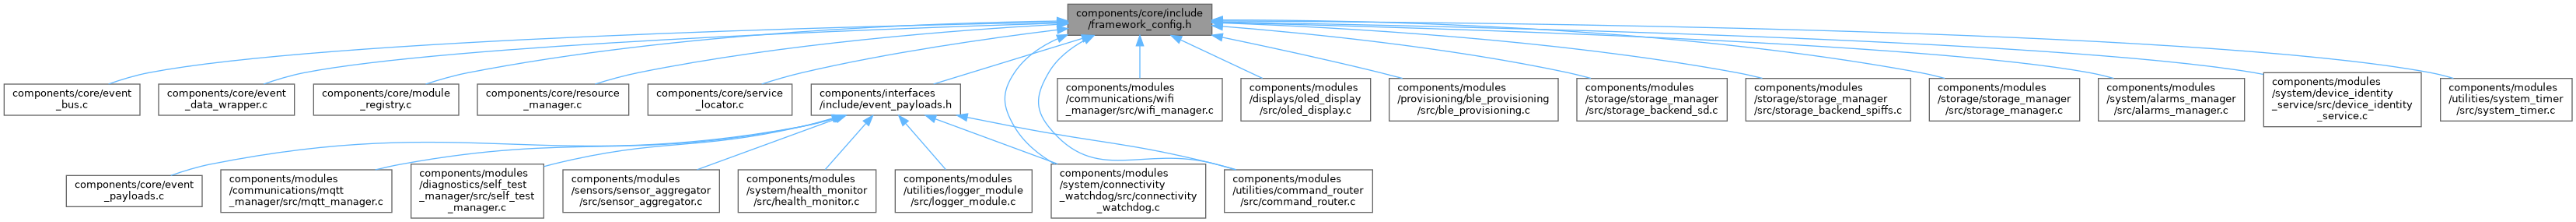 components/core/include
/framework_config.h
components/core/event
_bus.c
components/core/event
_data_wrapper.c
components/core/module
_registry.c
components/core/resource
_manager.c
components/core/service
_locator.c
components/interfaces
/include/event_payloads.h
components/modules
/communications/wifi
_manager/src/wifi_manager.c
components/modules
/displays/oled_display
/src/oled_display.c
components/modules
/provisioning/ble_provisioning
/src/ble_provisioning.c
components/modules
/storage/storage_manager
/src/storage_backend_sd.c
components/modules
/storage/storage_manager
/src/storage_backend_spiffs.c
components/modules
/storage/storage_manager
/src/storage_manager.c
components/modules
/system/alarms_manager
/src/alarms_manager.c
components/modules
/system/device_identity
_service/src/device_identity
_service.c
components/modules
/utilities/system_timer
/src/system_timer.c
components/core/event
_payloads.c
components/modules
/communications/mqtt
_manager/src/mqtt_manager.c
components/modules
/diagnostics/self_test
_manager/src/self_test
_manager.c
components/modules
/sensors/sensor_aggregator
/src/sensor_aggregator.c
components/modules
/system/health_monitor
/src/health_monitor.c
components/modules
/utilities/logger_module
/src/logger_module.c
components/modules
/system/connectivity
_watchdog/src/connectivity
_watchdog.c
components/modules
/utilities/command_router
/src/command_router.c